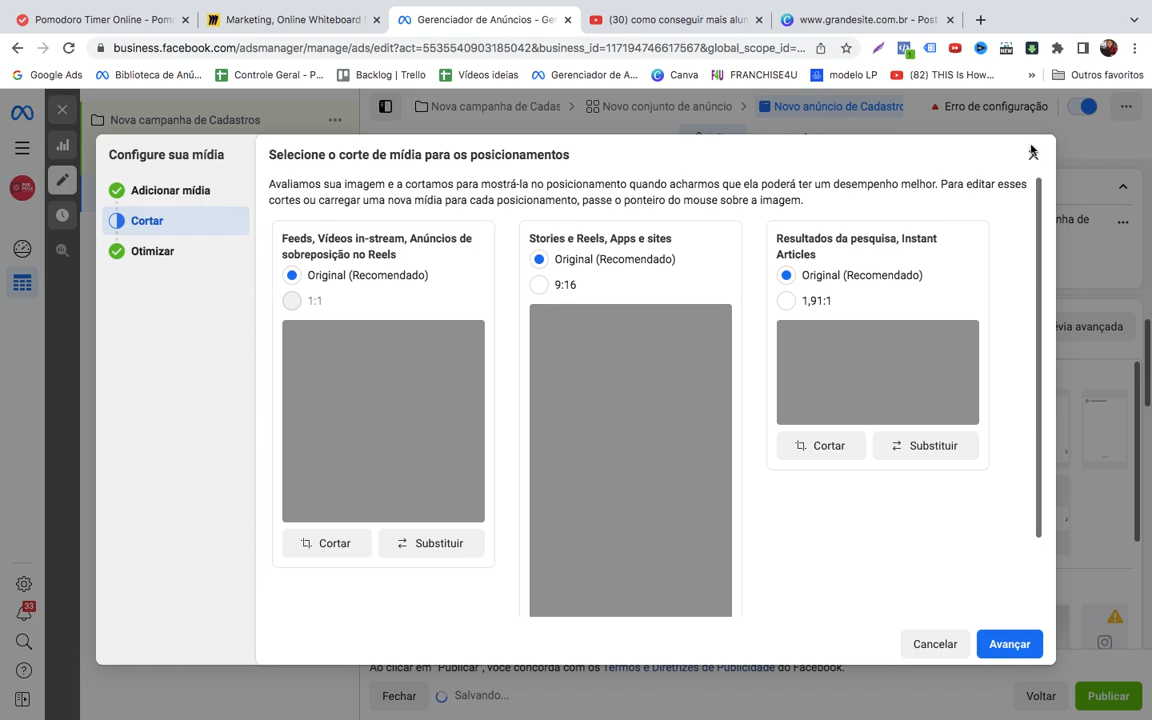 Pomodoro Timer Online - Pomo
Marketing, Online Whiteboard
Gerenciador de Anúncios - Ger
(30) como conseguir mais alun
www.grandesite.com.br - Post
business.facebook.com/adsmanager/manage/ads/edit?act=5535540903185042&business_id=117194746617567&global_scope_id=...
Google Ads
Biblioteca de Anú...
Controle Geral - P...
Backlog | Trello
Vídeos ideias
Gerenciador de A...
Canva
FRANCHISE4U
modelo LP
(82) THIS Is How...
»
Outros favoritos
Nova campanha de Cadastros
Nova campanha de Cadas
Novo conjunto de anúncio
Novo anúncio de Cadastro
Erro de configuração
Configure sua mídia
Adicionar mídia
Cortar
Otimizar
Selecione o corte de mídia para os posicionamentos
Avaliamos sua imagem e a cortamos para mostrá-la no posicionamento quando acharmos que ela poderá ter um desempenho melhor. Para editar esses
cortes ou carregar uma nova mídia para cada posicionamento, passe o ponteiro do mouse sobre a imagem.
Feeds, Vídeos in-stream, Anúncios de
sobreposição no Reels
Original (Recomendado)
1:1
Cortar
Substituir
Stories e Reels, Apps e sites
Original (Recomendado)
9:16
Resultados da pesquisa, Instant
Articles
Original (Recomendado)
1,91:1
Cortar
Substituir
nha de
via avançada
Cancelar
Avançar
33
Ao clicar em "Publicar", você concorda com os Termos e Diretrizes de Publicidade do Facebook.
Fechar
Salvando...
Voltar
Publicar